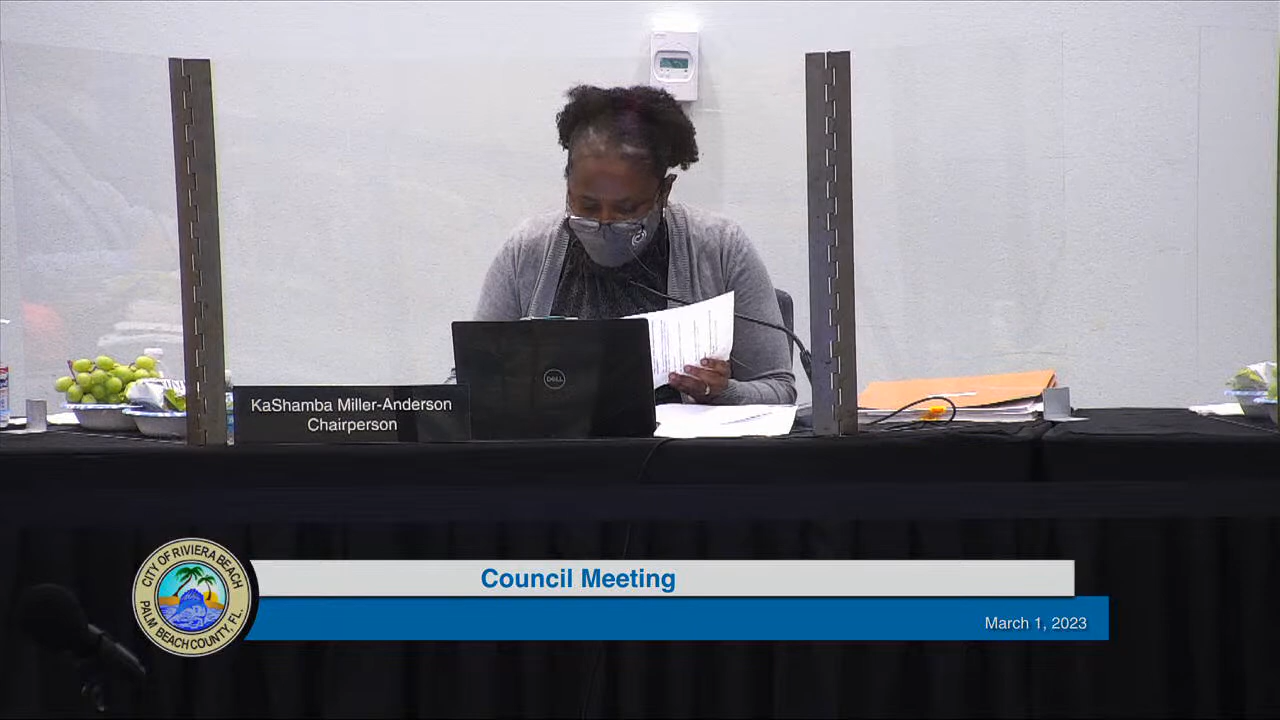 DELL
KaShamba Miller-Anderson
Chairperson
CITY OF RIVIERA BEACH
PALM BEACH COUNTY, FL.
Council Meeting
March 1, 2023